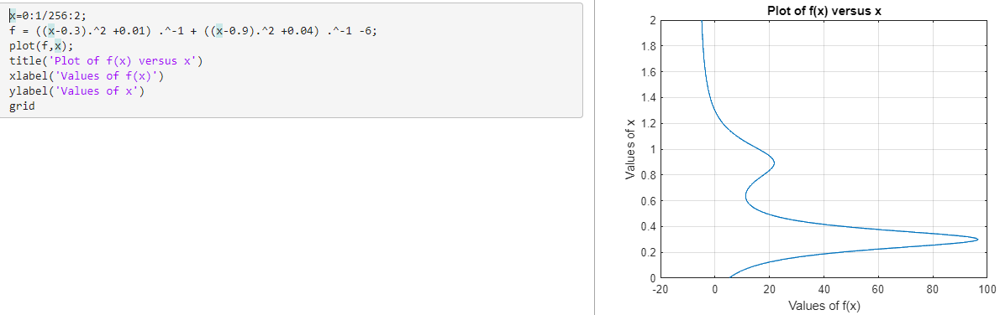 x=0:1/256:2;
f = ((x-0.3).^2 +0.01) .^-1 + ((x-0.9).^2 +0.04) .^-1 -6;
plot(f,x);
title('Plot of f(x) versus x')
xlabel('Values of f(x)')
ylabel('Values of x')
grid
Plot of f(x) versus x
Values of x
2
1.8
1.6
1.4
1.2
1
0.8
0.6
0.4
0.2
0
-20 0 20 40 60 80 100
Values of f(x)